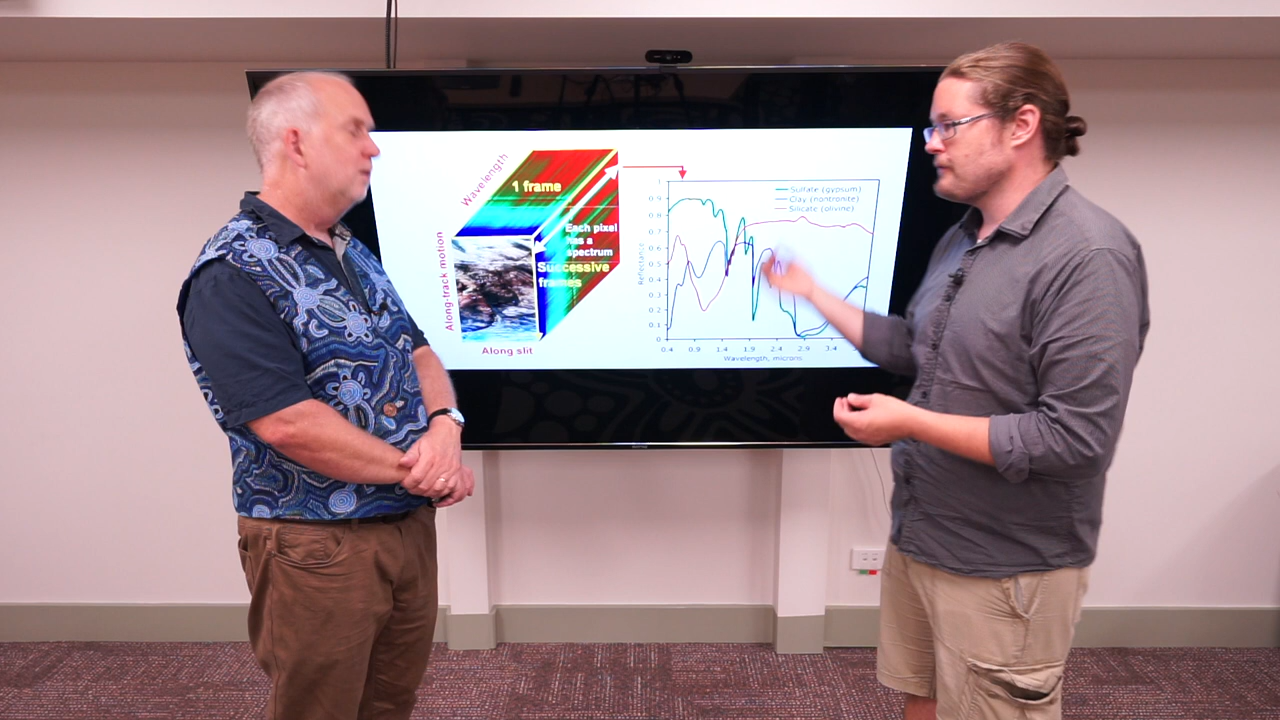 Wavelength
1 frame
Each pixel
has a
spectrum
Successive
frames
Along-track motion
Along slit
Sulfate (gypsum)
Clay (nontronite)
Silicate (olivine)
Reflectance
1
0.9
0.8
0.7
0.6
0.5
0.4
0.3
0.2
0.1
0.4 0.9 1.4 1.9 2.4 2.9 3.4
Wavelength, microns